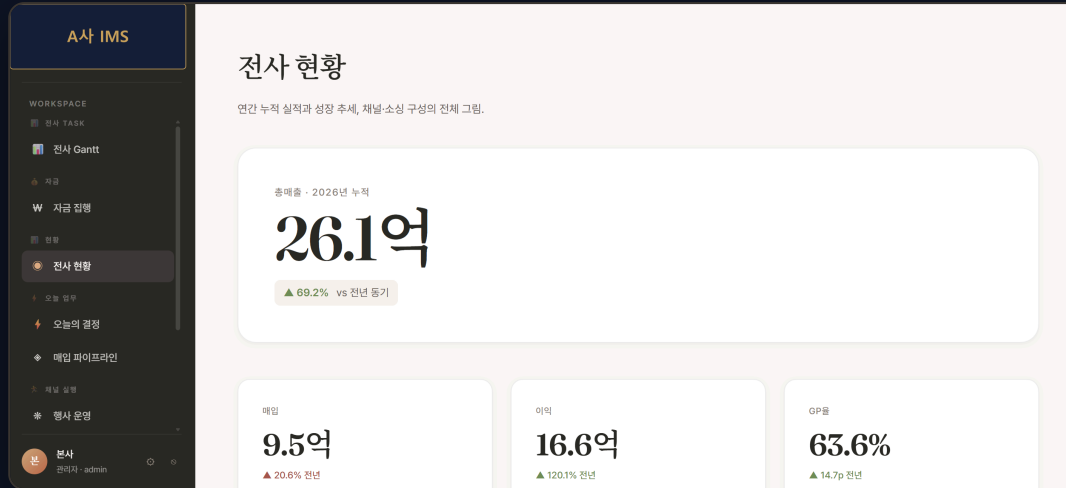 A사 IMS
WORKSPACE
전사 TASK
전사 Gantt
자금
₩ 자금 집행
현황
전사 현황
오늘 업무
오늘의 결정
매입 파이프라인
채널 실행
행사 운영
본
본사
관리자 · admin
전사 현황
연간 누적 실적과 성장 추세, 채널·소싱 구성의 전체 그림.
총매출 · 2026년 누적
26.1억
▲ 69.2% vs 전년 동기
매입
9.5억
▲ 20.6% 전년
이익
16.6억
▲ 120.1% 전년
GP율
63.6%
▲ 14.7p 전년